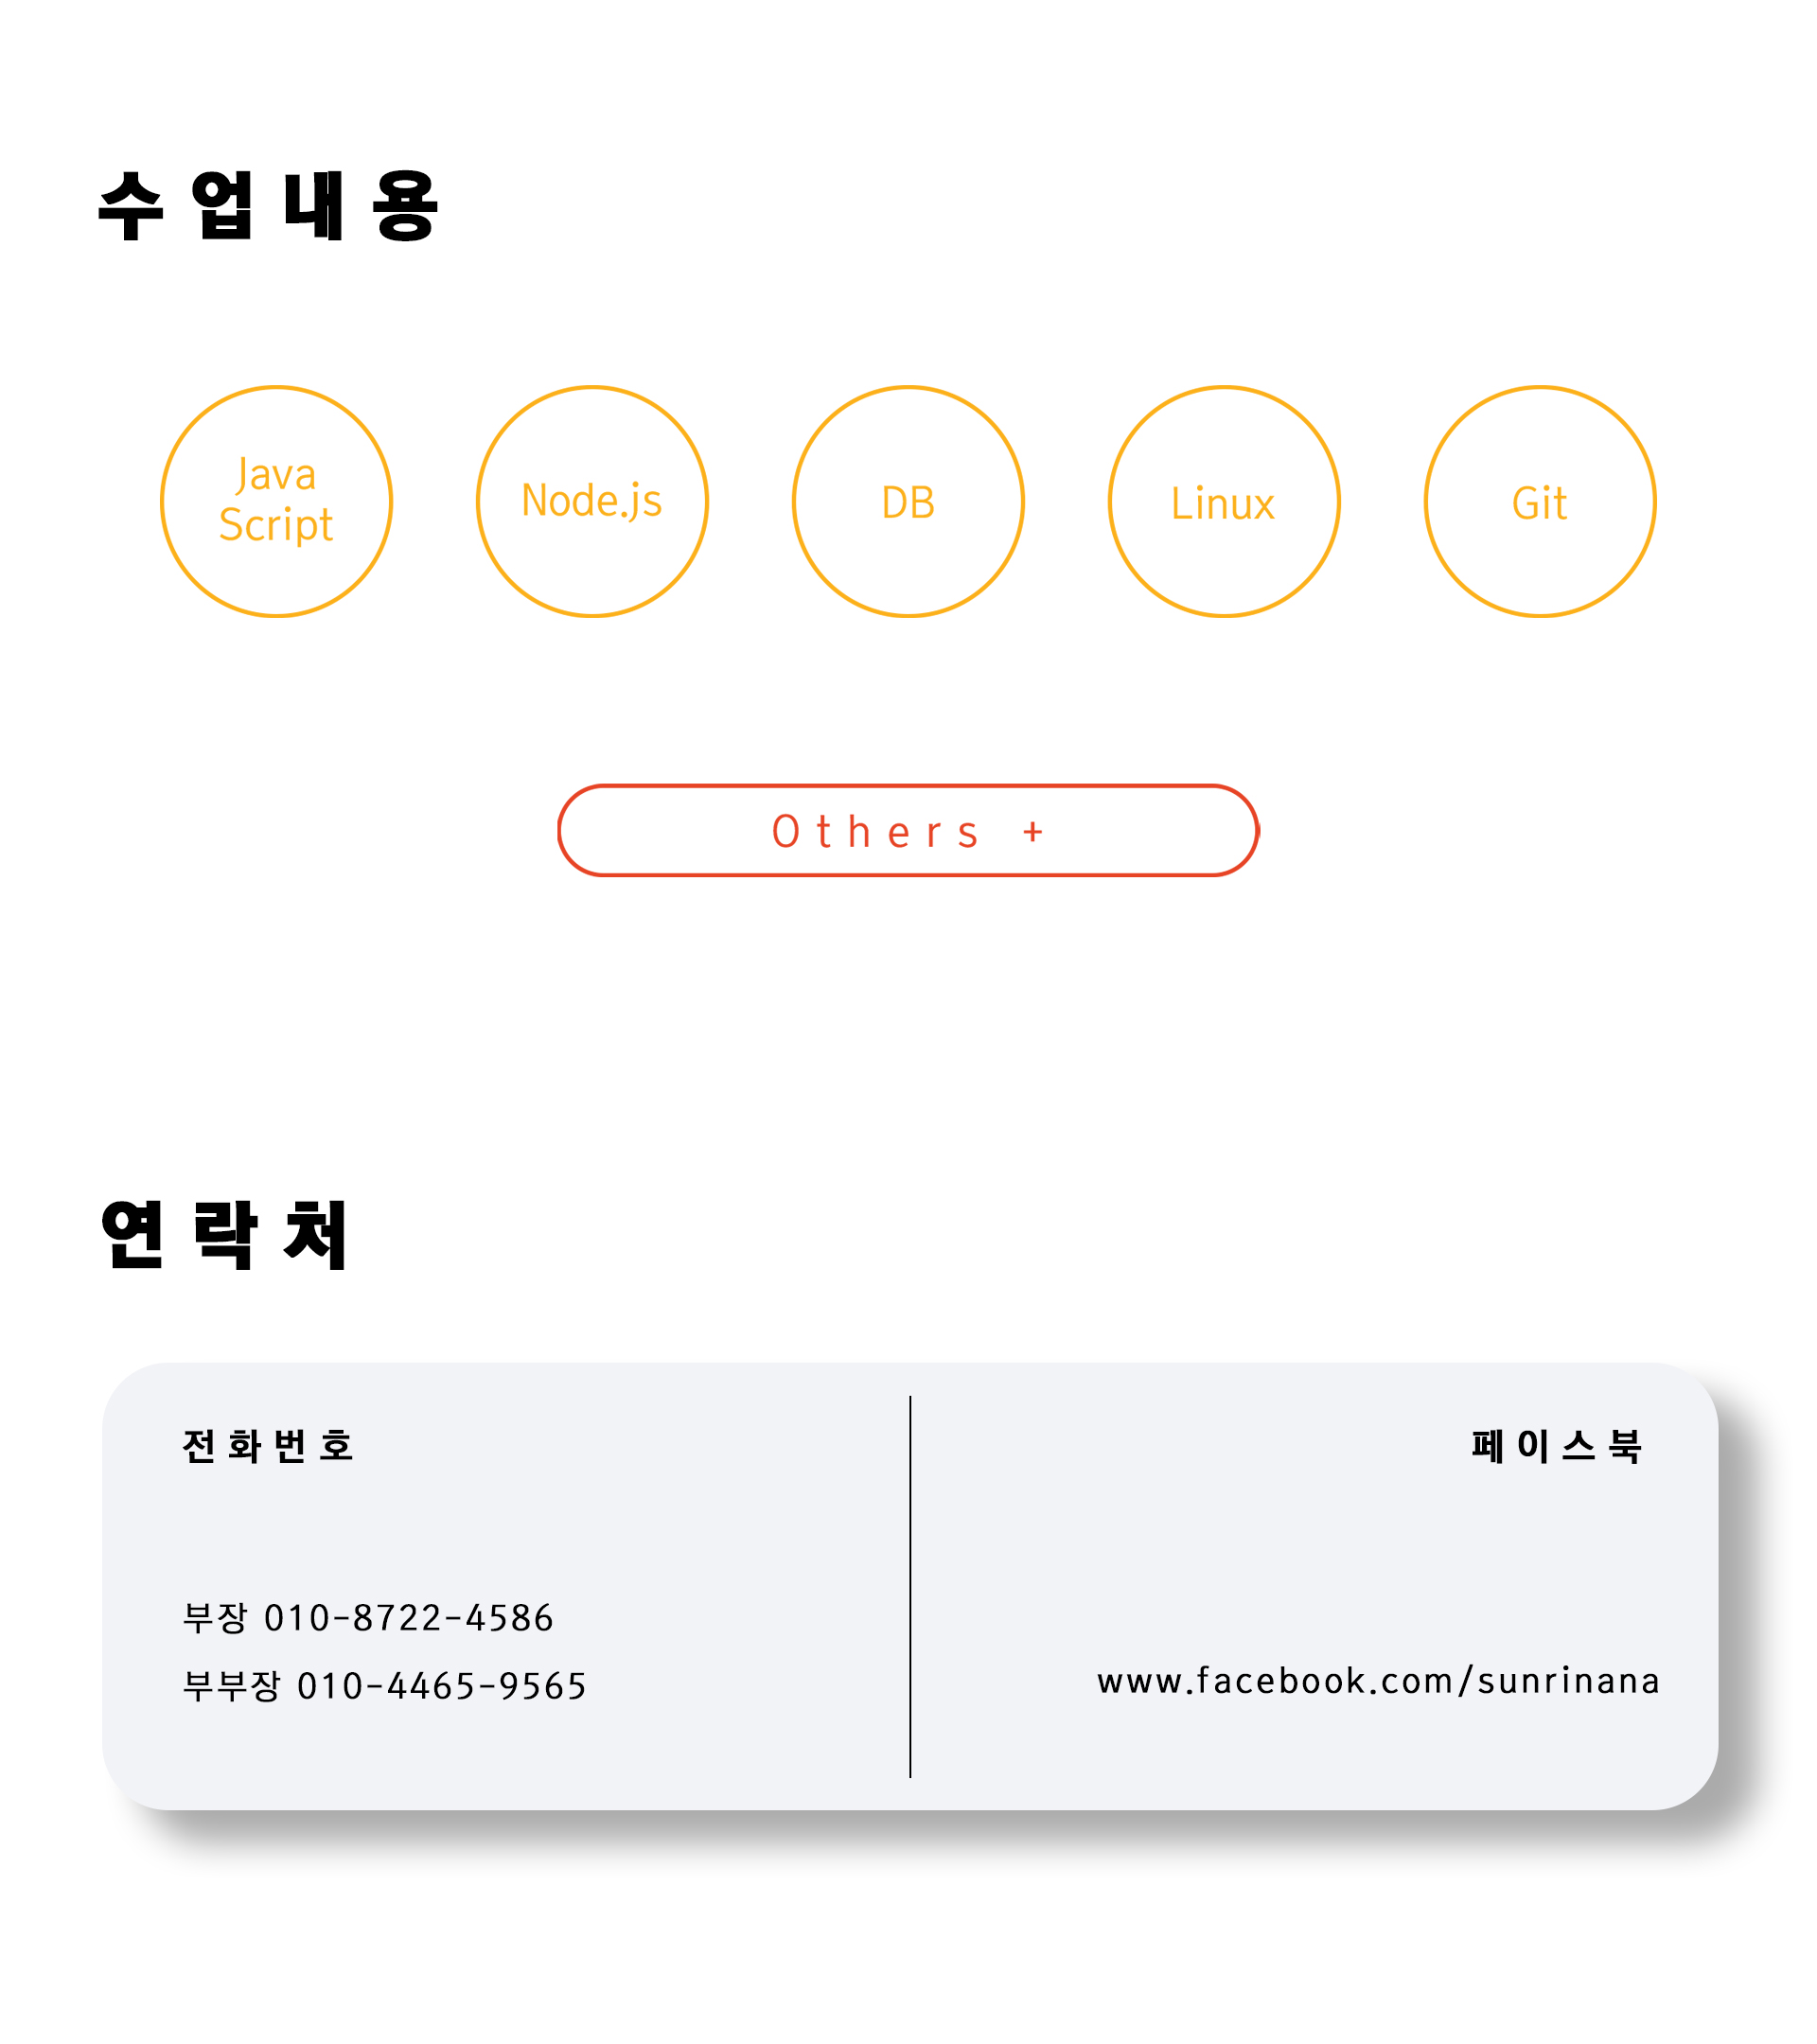 수업내용
Java
Script
Node.js
DB
Linux
Git
Others +
연락처
전화번호
페이스북
부장 010-8722-4586
부부장 010-4465-9565
www.facebook.com/sunrinana